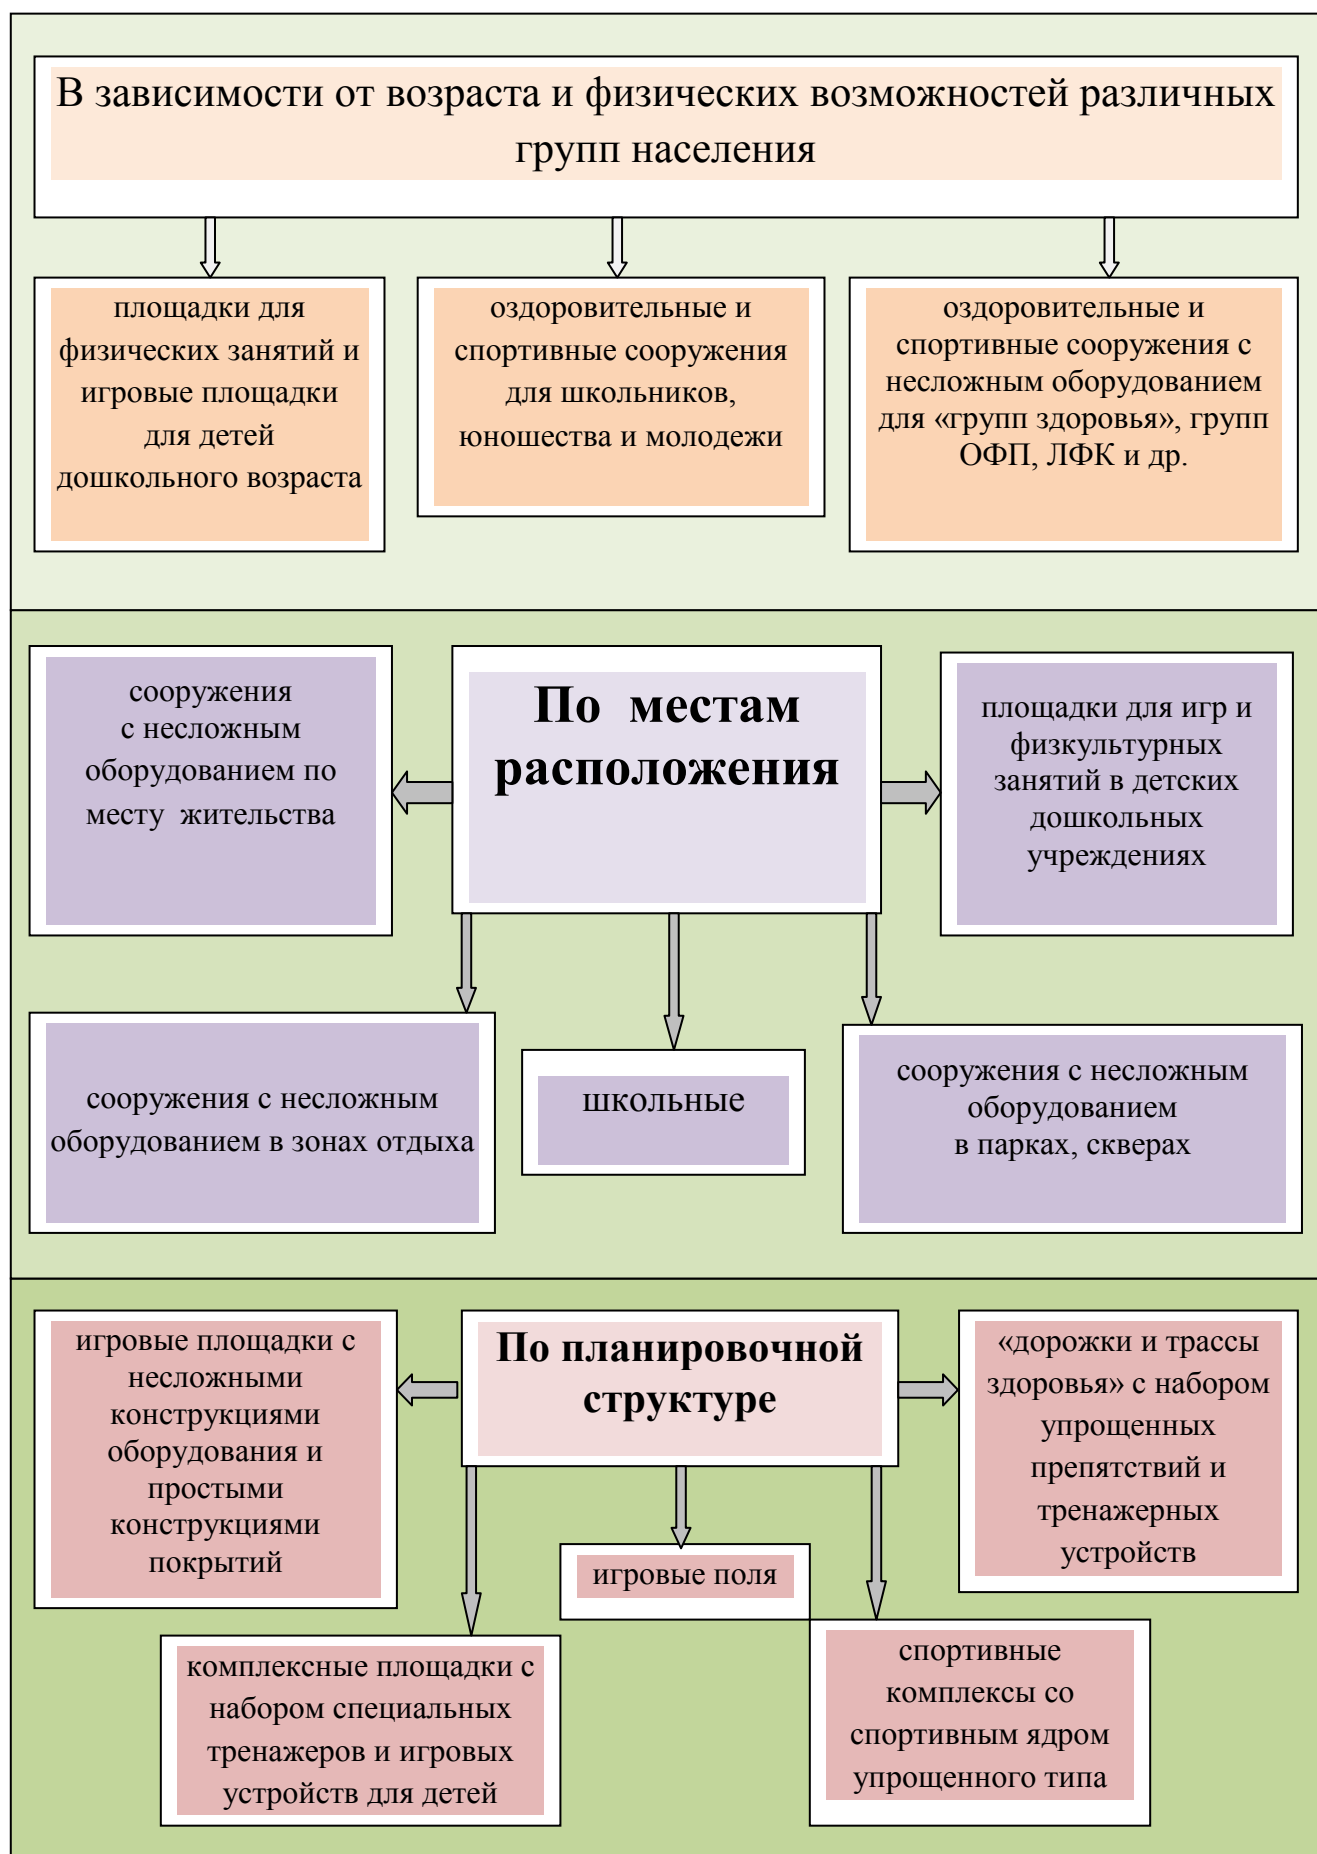 В зависимости от возраста и физических возможностей различных
групп населения
площадки для
физических занятий и
игровые площадки
для детей
дошкольного возраста
оздоровительные и
спортивные сооружения
для школьников,
юношества и молодежи
оздоровительные и
спортивные сооружения с
несложным оборудованием
для «групп здоровья», групп
ОФП, ЛФК и др.
сооружения
с несложным
оборудованием по
месту жительства
По местам
расположения
площадки для игр и
физкультурных
занятий в детских
дошкольных
учреждениях
сооружения с несложным
оборудованием в зонах отдыха
школьные
сооружения с несложным
оборудованием
в парках, скверах
игровые площадки с
несложными
конструкциями
оборудования и
простыми
конструкциями
покрытий
По планировочной
структуре
«дорожки и трассы
здоровья» с набором
упрощенных
препятствий и
тренажерных
устройств
игровые поля
комплексные площадки с
набором специальных
тренажеров и игровых
устройств для детей
спортивные
комплексы со
спортивным ядром
упрощенного типа